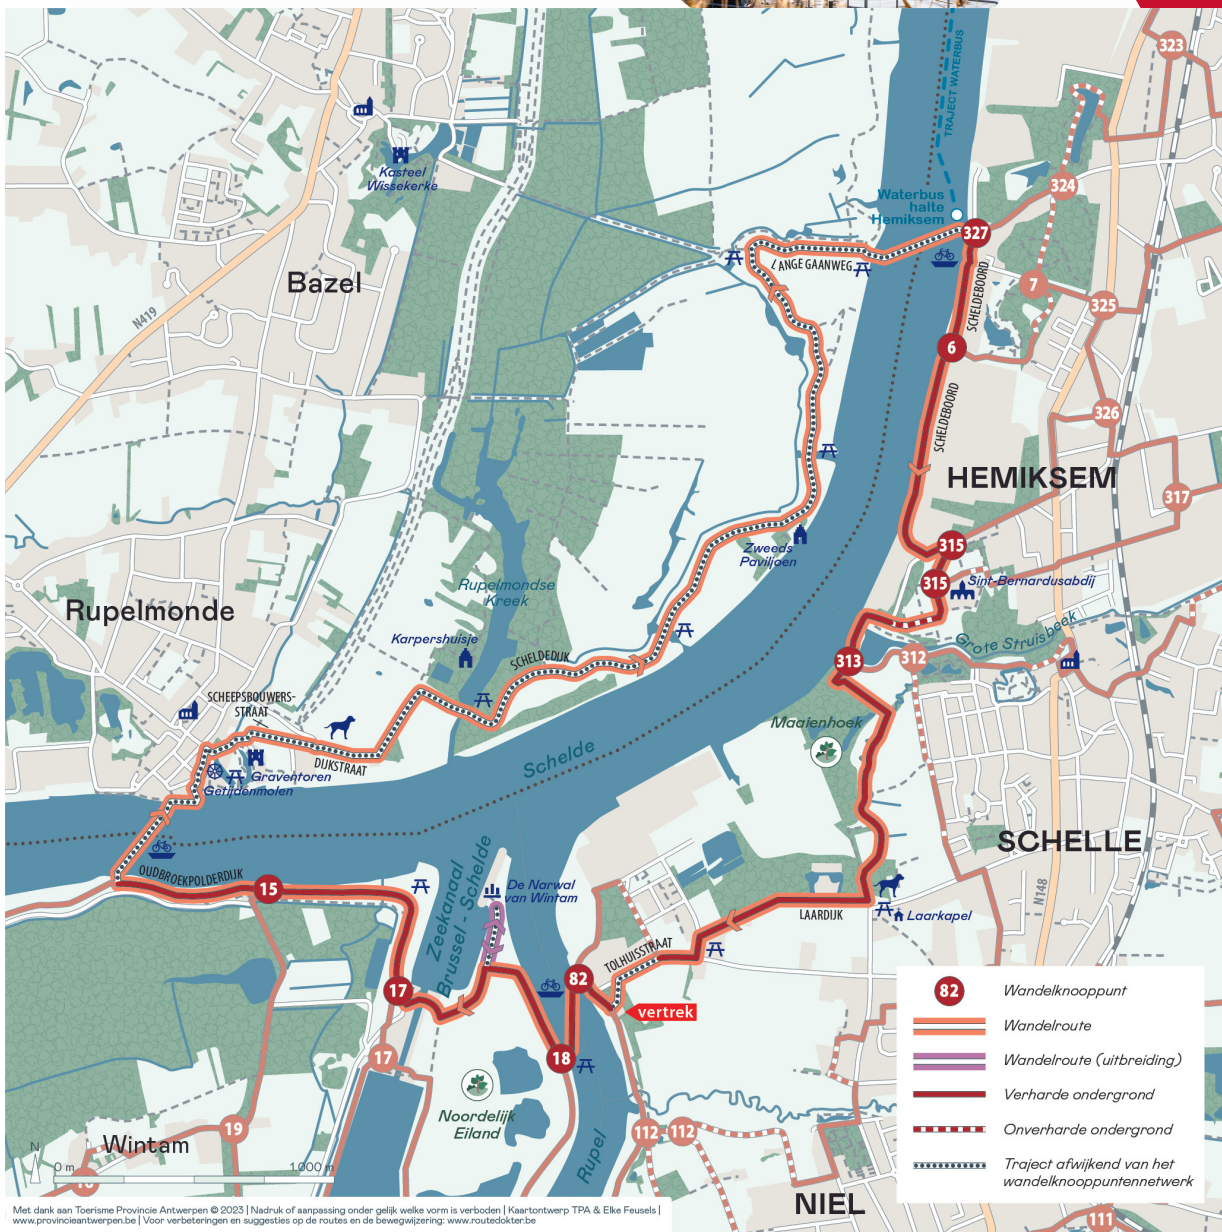 323
TRAJECT WATERBUS
324
Kasteel
Wissekerke
Waterbus
halte
Hemiksem
327
Bazel
LANGE GAANWEG
SCHELDEBOORD
7
325
N419
6
SCHELDEBOORD
326
HEMIKSEM
317
315
Zweeds
Paviljoen
315
Sint-Bernardusabdij
Rupelmondse
Kreek
Rupelmonde
Grote Struisbeek
Karpershuisje
312
SCHELDEDIJK
313
SCHEEPSBOUWERS-
STRAAT
Maaienhoek
DIJKSTRAAT
Graventoren
Getijdenmolen
Schelde
SCHELLE
OUDBROEKPOLDERDIJK
15
Zeekanaal
Brussel - Schelde
De Narwal
van Wintam
N148
LAARDIJK
Laarkapel
TOLHUISSTRAAT
82
17
vertrek
18
17
Noordelijk
Eiland
19
Wintam
112
112
Rupel
N
0 m
1.000 m
16
NIEL
111
82
Wandelknooppunt
Wandelroute
Wandelroute (uitbreiding)
Verharde ondergrond
Onverharde ondergrond
Traject afwijkend van het
wandelknooppuntennetwerk
Met dank aan Toerisme Provincie Antwerpen © 2023 | Nadruk of aanpassing onder gelijk welke vorm is verboden | Kaartontwerp TPA & Elke Feusels |
www.provincieantwerpen.be | Voor verbeteringen en suggesties op de routes en de bewegwijzering: www.routedokter.be